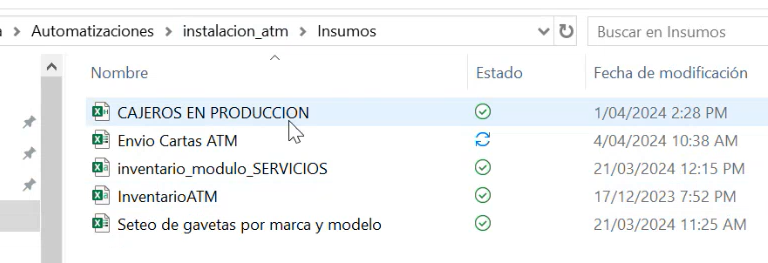 Automatizaciones > instalacion_atm > Insumos
Buscar en Insumos
Nombre Estado Fecha de modificación
CAJEROS EN PRODUCCION 1/04/2024 2:28 PM
Envio Cartas ATM 4/04/2024 10:38 AM
inventario_modulo_SERVICIOS 21/03/2024 12:15 PM
InventarioATM 17/12/2023 7:52 PM
Seteo de gavetas por marca y modelo 21/03/2024 11:25 AM